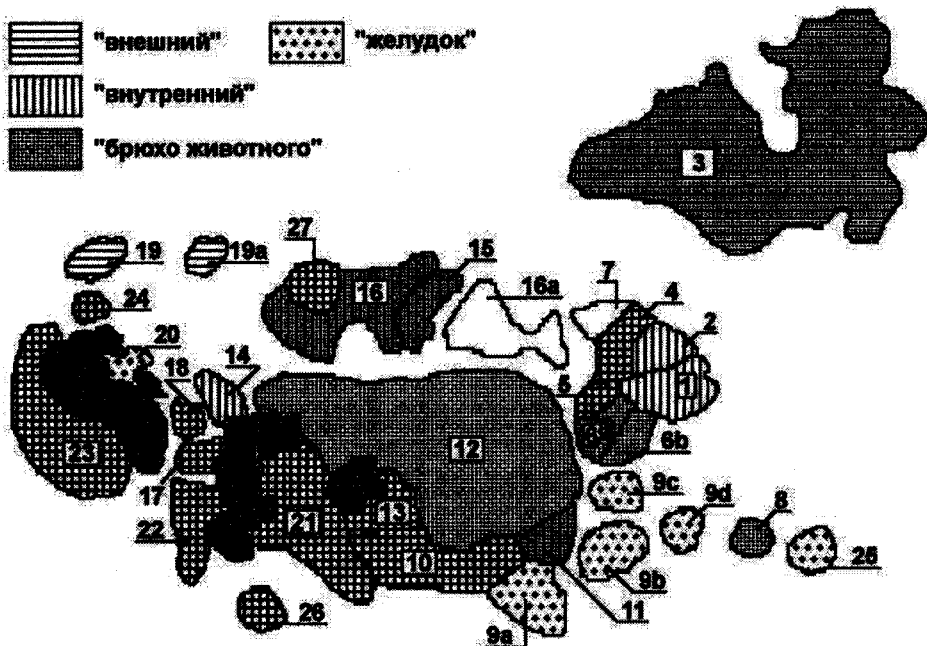 "внешний" "желудок"
"внутренний"
"брюхо животного"
3
19 19a 27 15
16 16a 7 4 2
24
20 18 14 5 1
23 12 6b
17 9c 9d 8
22 21 13
10 9b 25
11
26 9a